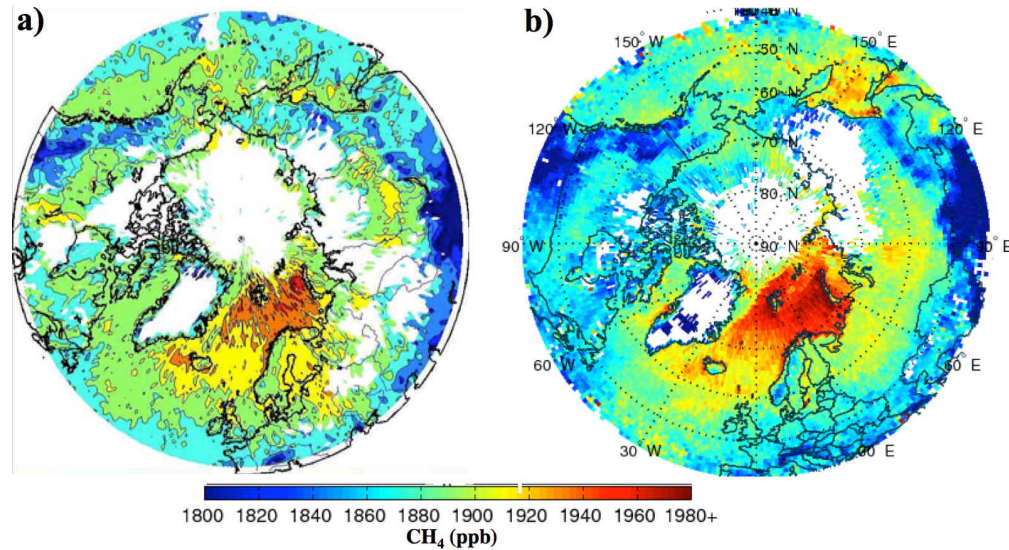 a)
b)
150° W
50° N
60° N
70° N
80° N
90° N
150° E
120° W
120° E
90° W
60° W
60° E
30° W
30° E
1800 1820 1840 1860 1880 1900 1920 1940 1960 1980+
CH₄ (ppb)